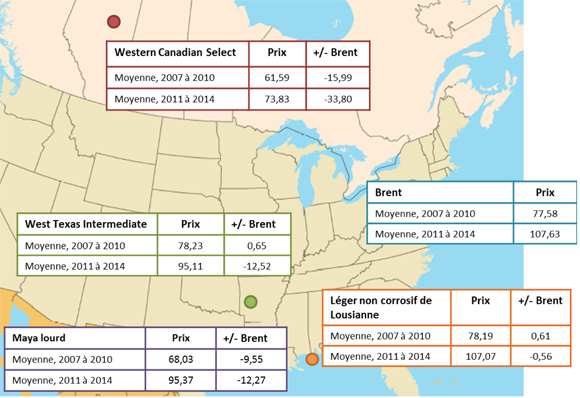 Western Canadian Select Prix +/- Brent
Moyenne, 2007 à 2010 61,59 -15,99
Moyenne, 2011 à 2014 73,83 -33,80
Brent Prix
Moyenne, 2007 à 2010 77,58
Moyenne, 2011 à 2014 107,63
West Texas Intermediate Prix +/- Brent
Moyenne, 2007 à 2010 78,23 0,65
Moyenne, 2011 à 2014 95,11 -12,52
Léger non corrosif de
Lousianne Prix +/- Brent
Moyenne, 2007 à 2010 78,19 0,61
Moyenne, 2011 à 2014 107,07 -0,56
Maya lourd Prix +/- Brent
Moyenne, 2007 à 2010 68,03 -9,55
Moyenne, 2011 à 2014 95,37 -12,27